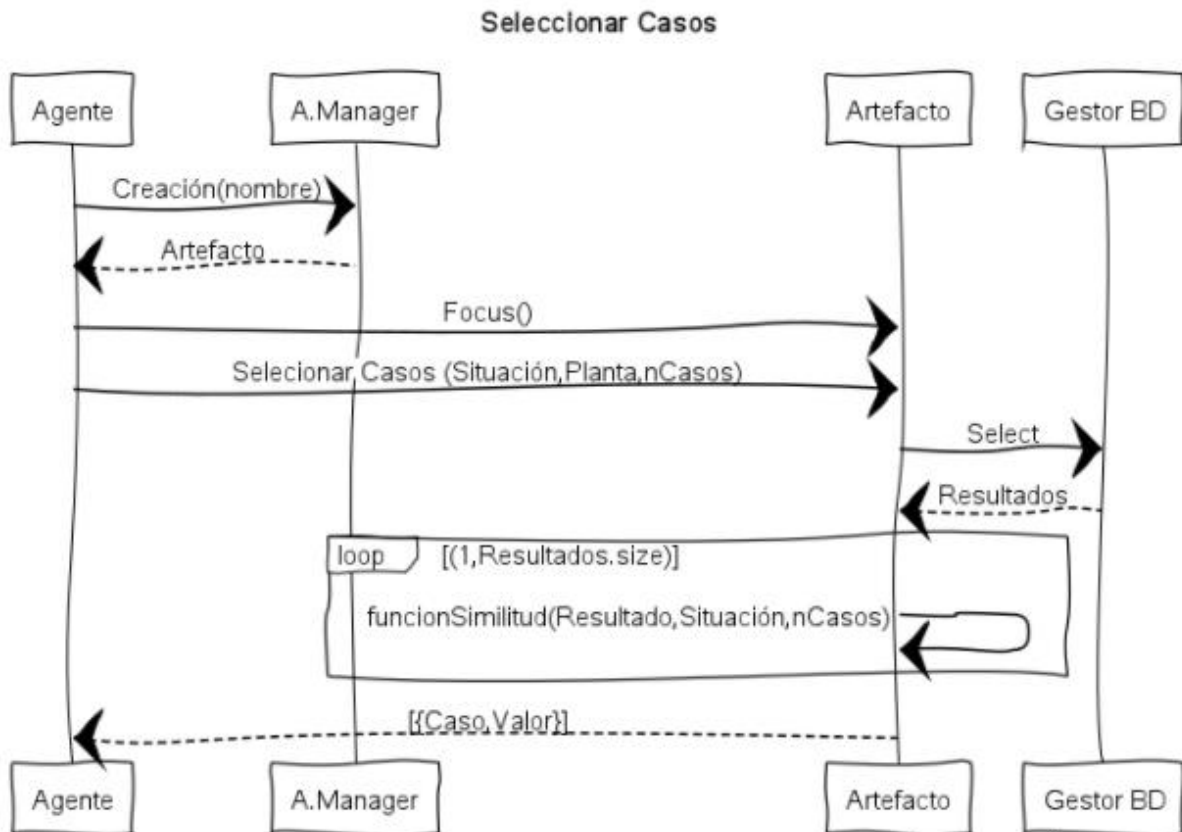 Seleccionar Casos
Agente
A.Manager
Artefacto
Gestor BD
Creación(nombre)
Artefacto
Focus()
Selecionar Casos (Situación,Planta,nCasos)
Select
Resultados
loop
[(1,Resultados.size)]
funcionSimilitud(Resultado,Situación,nCasos)
[{Caso,Valor}]
Agente
A.Manager
Artefacto
Gestor BD